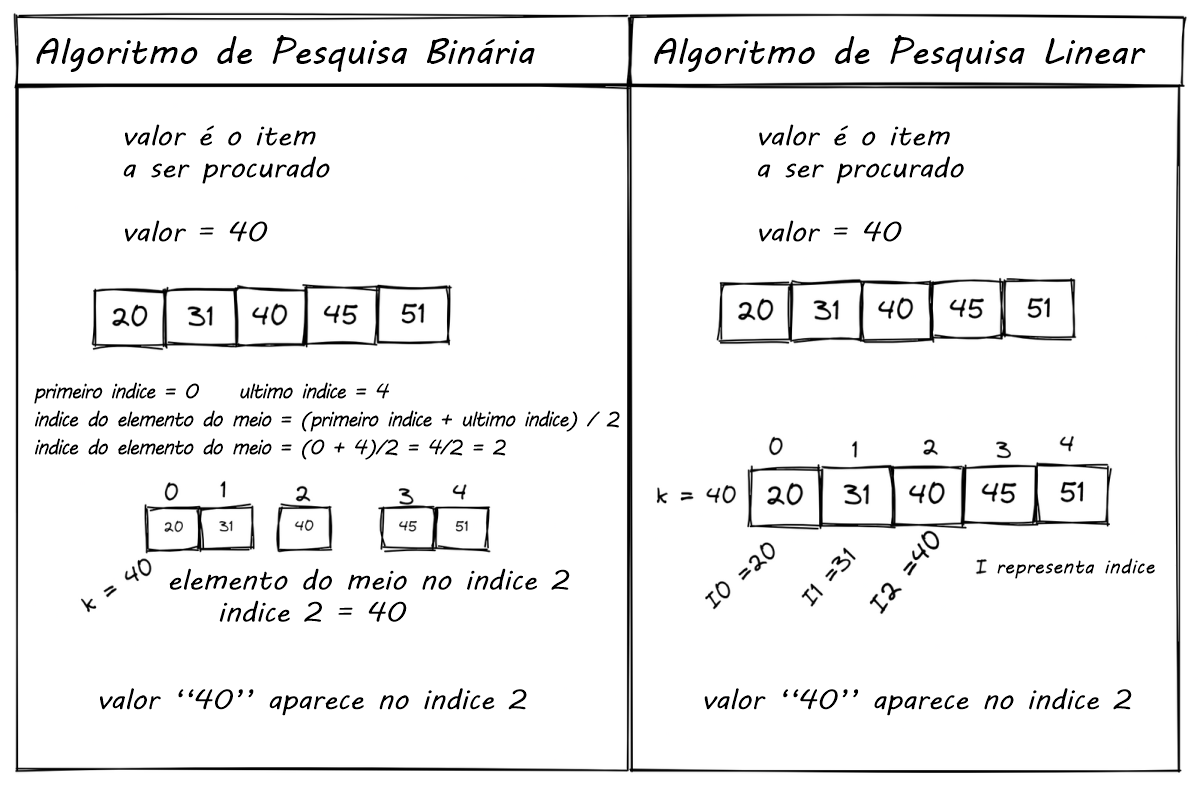 Algoritmo de Pesquisa Binária
valor é o item
a ser procurado
valor = 40
20 31 40 45 51
primeiro indice = 0 ultimo indice = 4
indice do elemento do meio = (primeiro indice + ultimo indice) / 2
indice do elemento do meio = (0 + 4)/2 = 4/2 = 2
0 1 2 3 4
20 31 40 45 51
k = 40
elemento do meio no indice 2
indice 2 = 40
valor “40” aparece no indice 2
Algoritmo de Pesquisa Linear
valor é o item
a ser procurado
valor = 40
20 31 40 45 51
0 1 2 3 4
k = 40 20 31 40 45 51
I0 =20 I1 =31 I2 =40
I representa indice
valor “40” aparece no indice 2